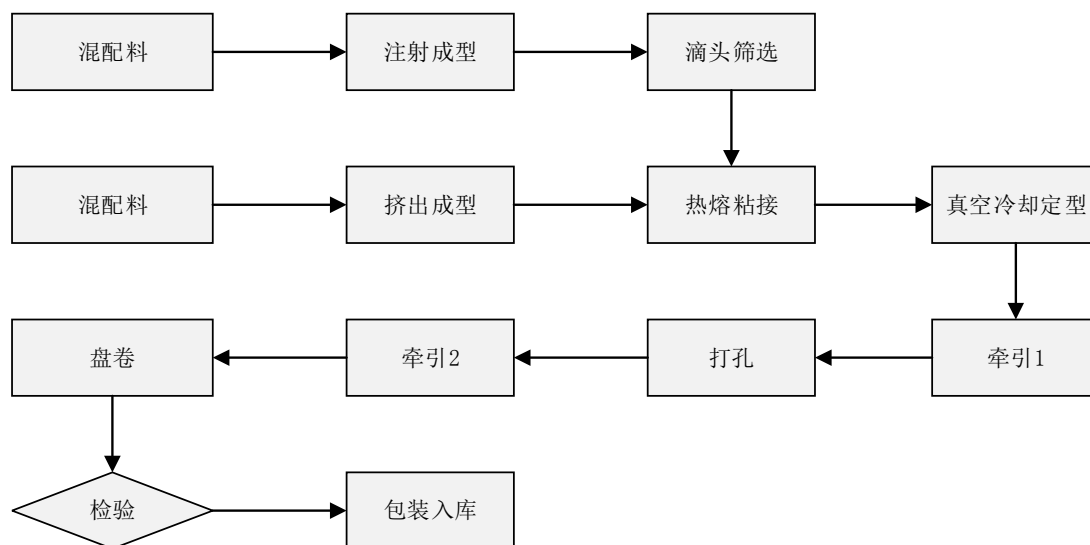 混配料
注射成型
滴头筛选
混配料
挤出成型
热熔粘接
真空冷却定型
盘卷
牵引2
打孔
牵引1
检验
包装入库